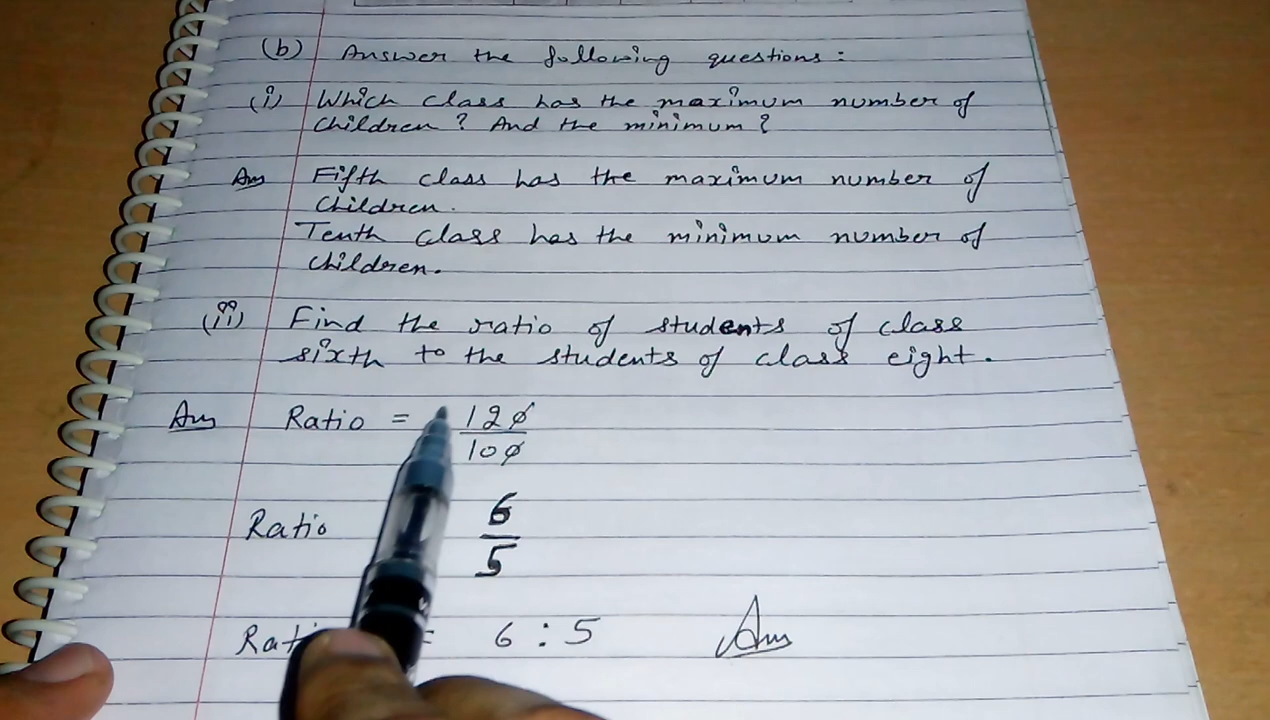 (b) Answer the following questions:
(i) Which class has the maximum number of
children? And the minimum?
Ans Fifth class has the maximum number of
children.
Tenth class has the minimum number of
children.
(ii) Find the ratio of students of class
sixth to the students of class eight.
Ans Ratio = 120
100
Ratio 6
5
= 6 : 5 Ans